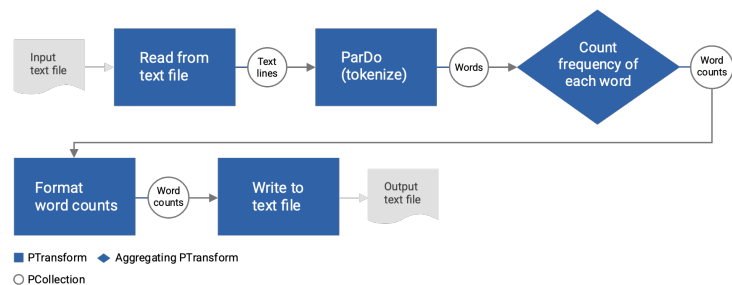 Input
text file
Read from
text file
Text
lines
ParDo
(tokenize)
Words
Count
frequency of
each word
Word
counts
Format
word counts
Word
counts
Write to
text file
Output
text file
PTransform
Aggregating PTransform
PCollection